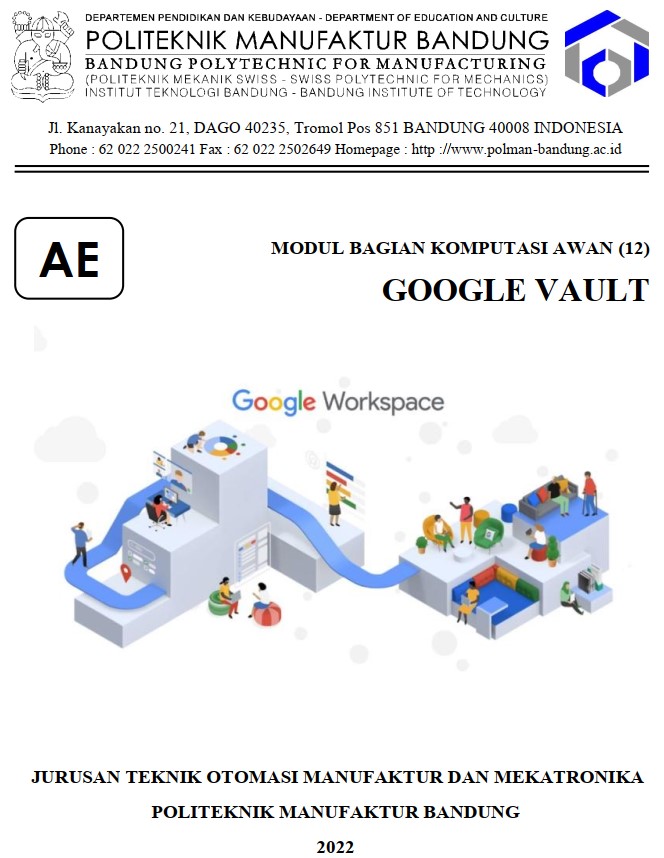 DEPARTEMEN PENDIDIKAN DAN KEBUDAYAAN - DEPARTMENT OF EDUCATION AND CULTURE
POLITEKNIK MANUFAKTUR BANDUNG
BANDUNG POLYTECHNIC FOR MANUFACTURING
(POLITEKNIK MEKANIK SWISS - SWISS POLYTECHNIC FOR MECHANICS)
INSTITUT TEKNOLOGI BANDUNG - BANDUNG INSTITUTE OF TECHNOLOGY
Jl. Kanayakan no. 21, DAGO 40235, Tromol Pos 851 BANDUNG 40008 INDONESIA
Phone : 62 022 2500241 Fax : 62 022 2502649 Homepage : http ://www.polman-bandung.ac.id
AE
MODUL BAGIAN KOMPUTASI AWAN (12)
GOOGLE VAULT
Google Workspace
JURUSAN TEKNIK OTOMASI MANUFAKTUR DAN MEKATRONIKA
POLITEKNIK MANUFAKTUR BANDUNG
2022